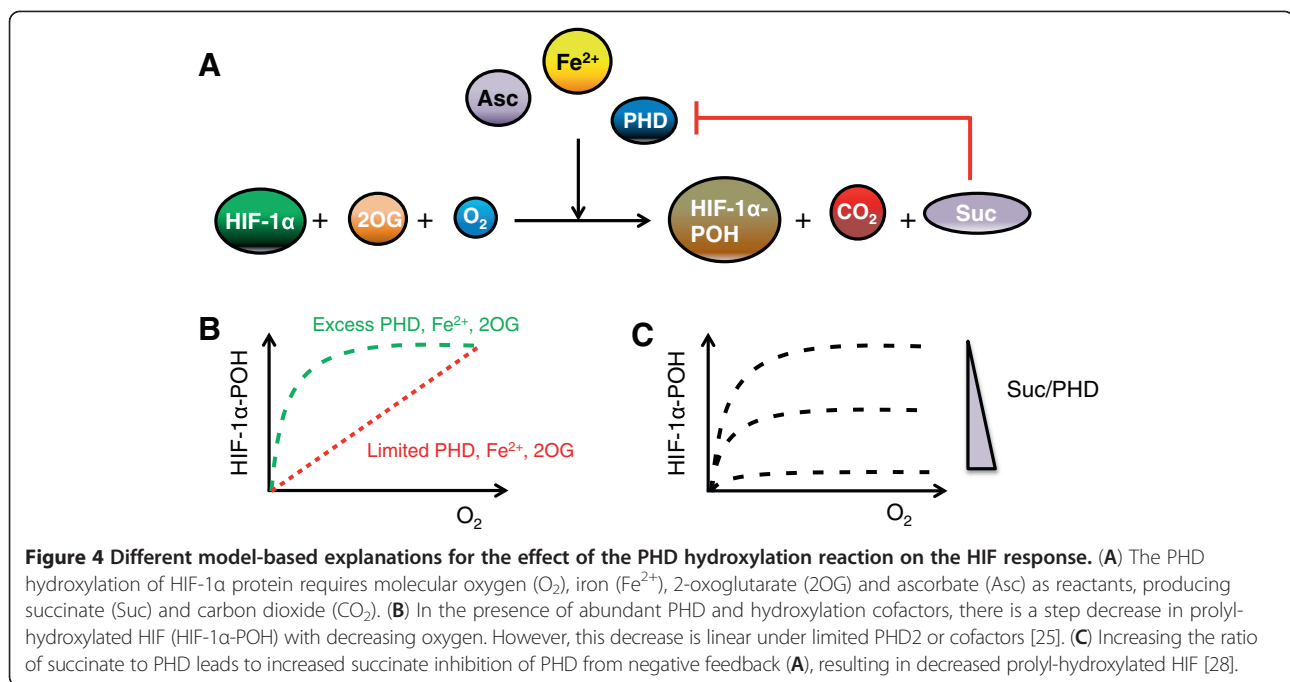 A
Fe²⁺
Asc
PHD
HIF-1α + 2OG + O₂
HIF-1α-
POH + CO₂ + Suc
B
Excess PHD, Fe²⁺, 2OG
HIF-1α-POH
Limited PHD, Fe²⁺, 2OG
O₂
C
HIF-1α-POH
Suc/PHD
O₂
Figure 4 Different model-based explanations for the effect of the PHD hydroxylation reaction on the HIF response. (A) The PHD
hydroxylation of HIF-1α protein requires molecular oxygen (O₂), iron (Fe²⁺), 2-oxoglutarate (2OG) and ascorbate (Asc) as reactants, producing
succinate (Suc) and carbon dioxide (CO₂). (B) In the presence of abundant PHD and hydroxylation cofactors, there is a step decrease in prolyl-
hydroxylated HIF (HIF-1α-POH) with decreasing oxygen. However, this decrease is linear under limited PHD2 or cofactors [25]. (C) Increasing the ratio
of succinate to PHD leads to increased succinate inhibition of PHD from negative feedback (A), resulting in decreased prolyl-hydroxylated HIF [28].